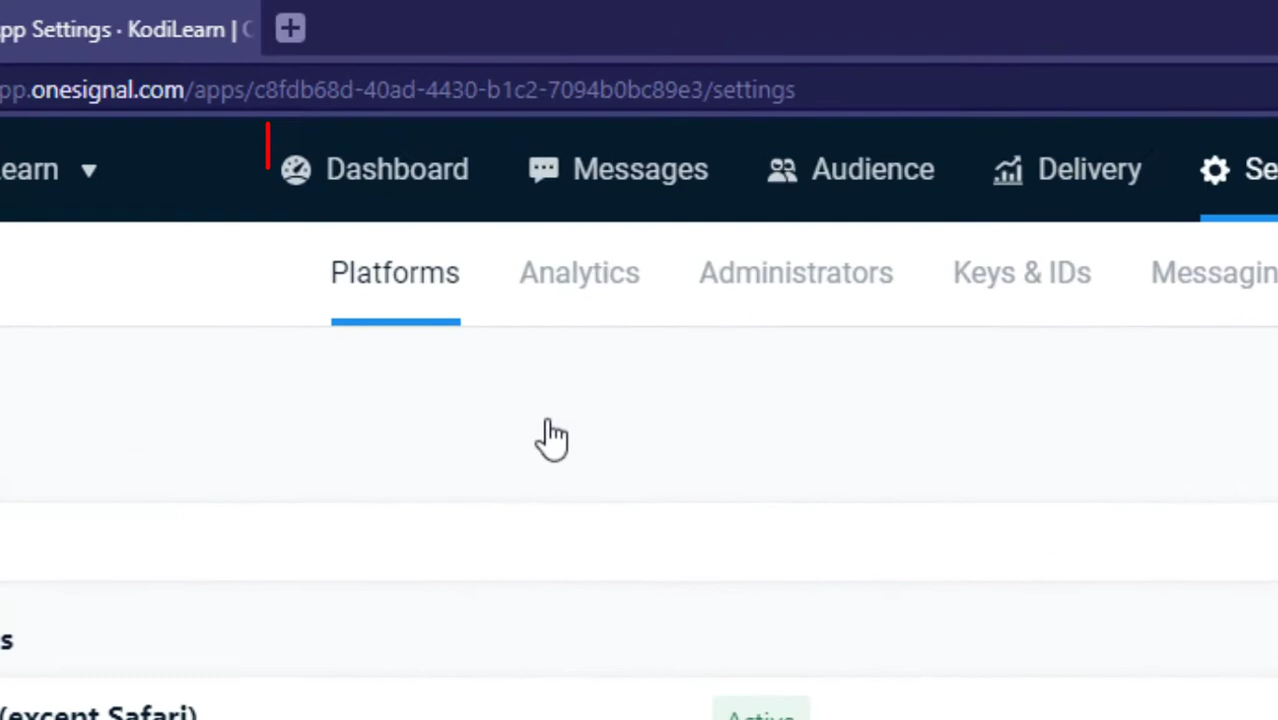 pp Settings · KodiLearn |
pp.onesignal.com/apps/c8fdb68d-40ad-4430-b1c2-7094b0bc89e3/settings
earn Dashboard Messages Audience Delivery Se
Platforms Analytics Administrators Keys & IDs Messagin
s
(except Safari) Active